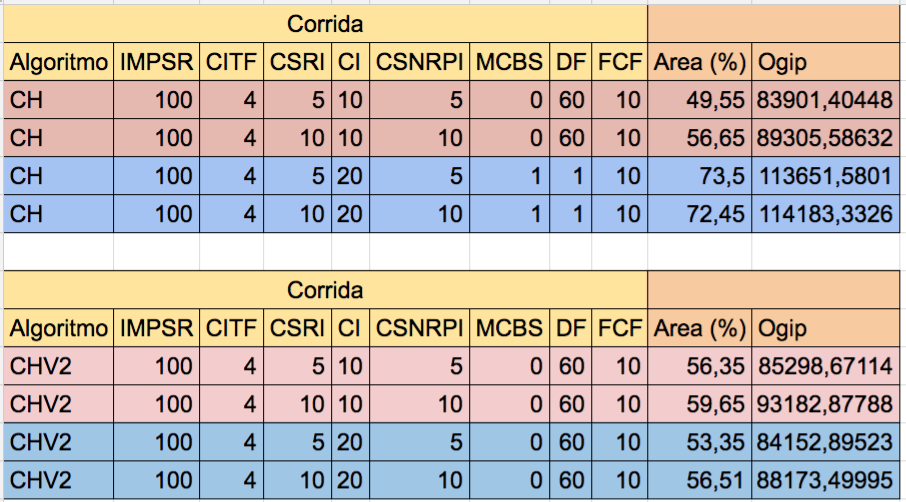 Corrida
Algoritmo IMPSR CITF CSRI CI CSNRPI MCBS DF FCF Area (%) Ogip
CH 100 4 5 10 5 0 60 10 49,55 83901,40448
CH 100 4 10 10 10 0 60 10 56,65 89305,58632
CH 100 4 5 20 5 1 1 10 73,5 113651,5801
CH 100 4 10 20 10 1 1 10 72,45 114183,3326
Corrida
Algoritmo IMPSR CITF CSRI CI CSNRPI MCBS DF FCF Area (%) Ogip
CHV2 100 4 5 10 5 0 60 10 56,35 85298,67114
CHV2 100 4 10 10 10 0 60 10 59,65 93182,87788
CHV2 100 4 5 20 5 0 60 10 53,35 84152,89523
CHV2 100 4 10 20 10 0 60 10 56,51 88173,49995